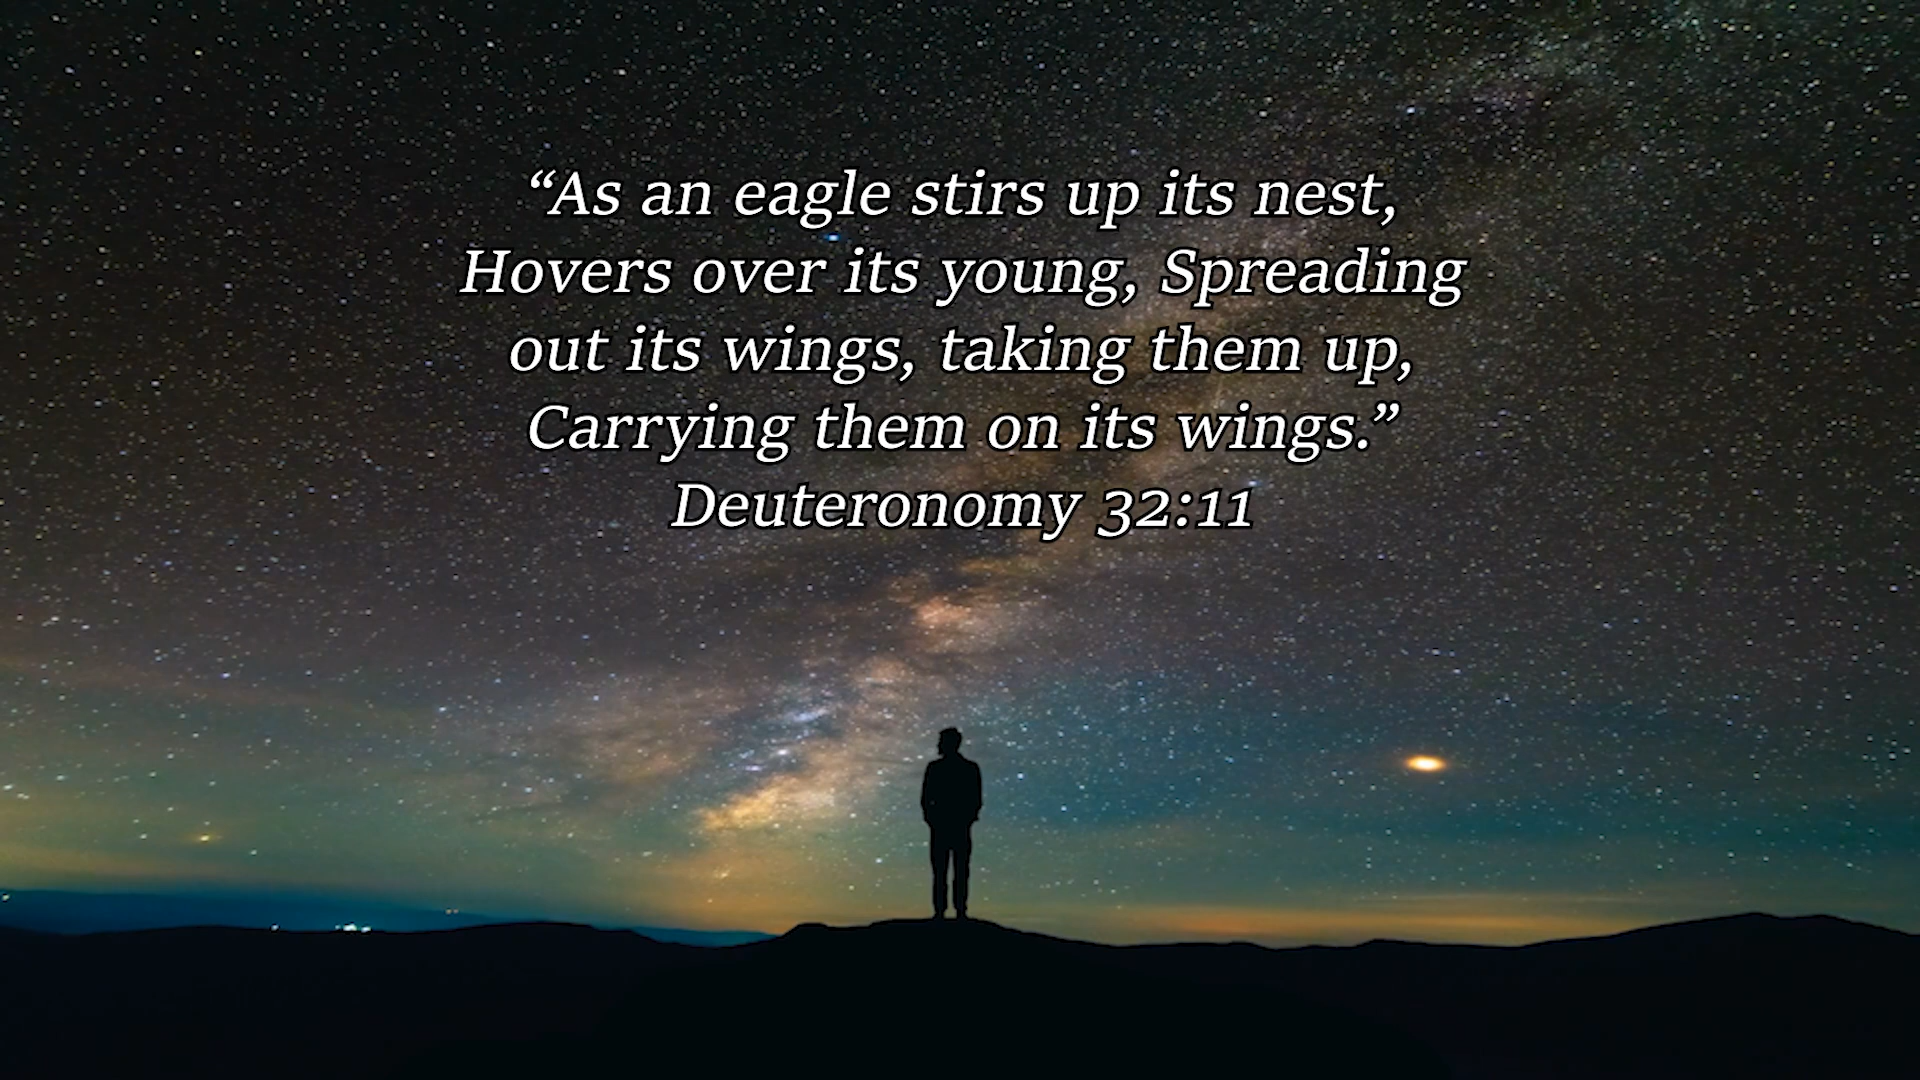 “As an eagle stirs up its nest,
Hovers over its young, Spreading
out its wings, taking them up,
Carrying them on its wings.”
Deuteronomy 32:11